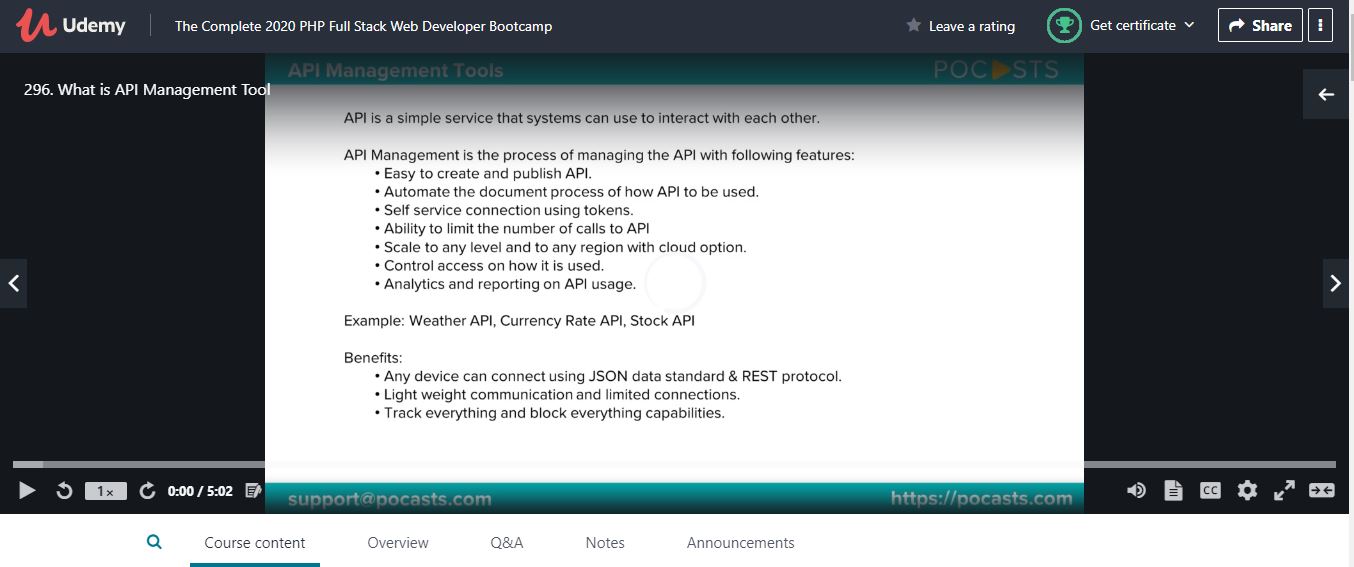 Udemy
The Complete 2020 PHP Full Stack Web Developer Bootcamp
Leave a rating
Get certificate
Share
296. What is API Management Tool
API Management Tools
POCASTS
API is a simple service that systems can use to interact with each other.
API Management is the process of managing the API with following features:
• Easy to create and publish API.
• Automate the document process of how API to be used.
• Self service connection using tokens.
• Ability to limit the number of calls to API
• Scale to any level and to any region with cloud option.
• Control access on how it is used.
• Analytics and reporting on API usage.
Example: Weather API, Currency Rate API, Stock API
Benefits:
• Any device can connect using JSON data standard & REST protocol.
• Light weight communication and limited connections.
• Track everything and block everything capabilities.
1x
0:00 / 5:02
support@pocasts.com
https://pocasts.com
CC
Course content
Overview
Q&A
Notes
Announcements